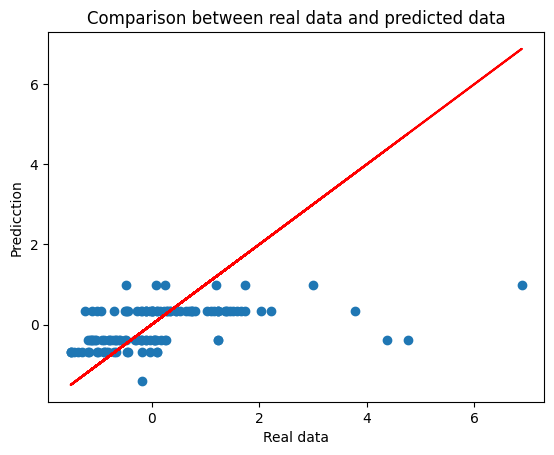 Comparison between real data and predicted data
6
4
2
0
Predicction
0 2 4 6
Real data